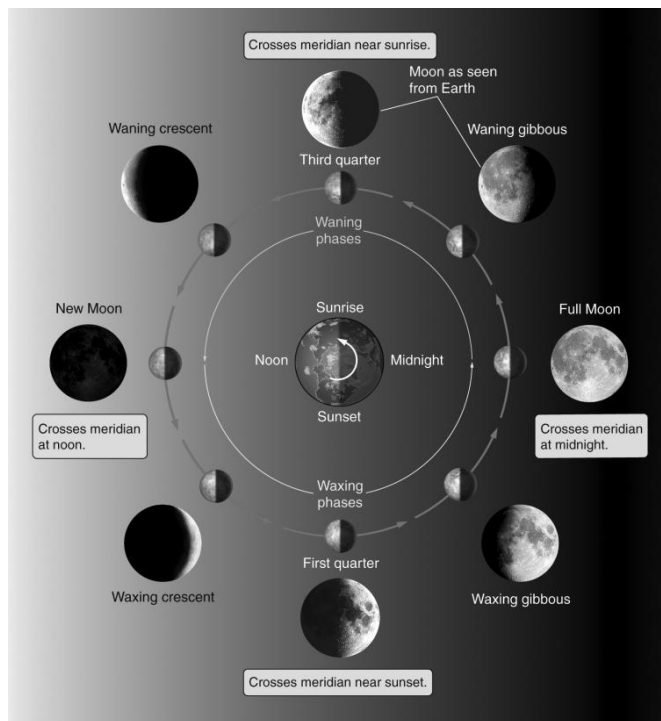 Crosses meridian near sunrise.
Moon as seen
from Earth
Waning crescent
Waning gibbous
Third quarter
Waning
phases
New Moon
Sunrise
Full Moon
Noon
Midnight
Sunset
Crosses meridian
at noon.
Crosses meridian
at midnight.
Waxing
phases
First quarter
Waxing crescent
Waxing gibbous
Crosses meridian near sunset.